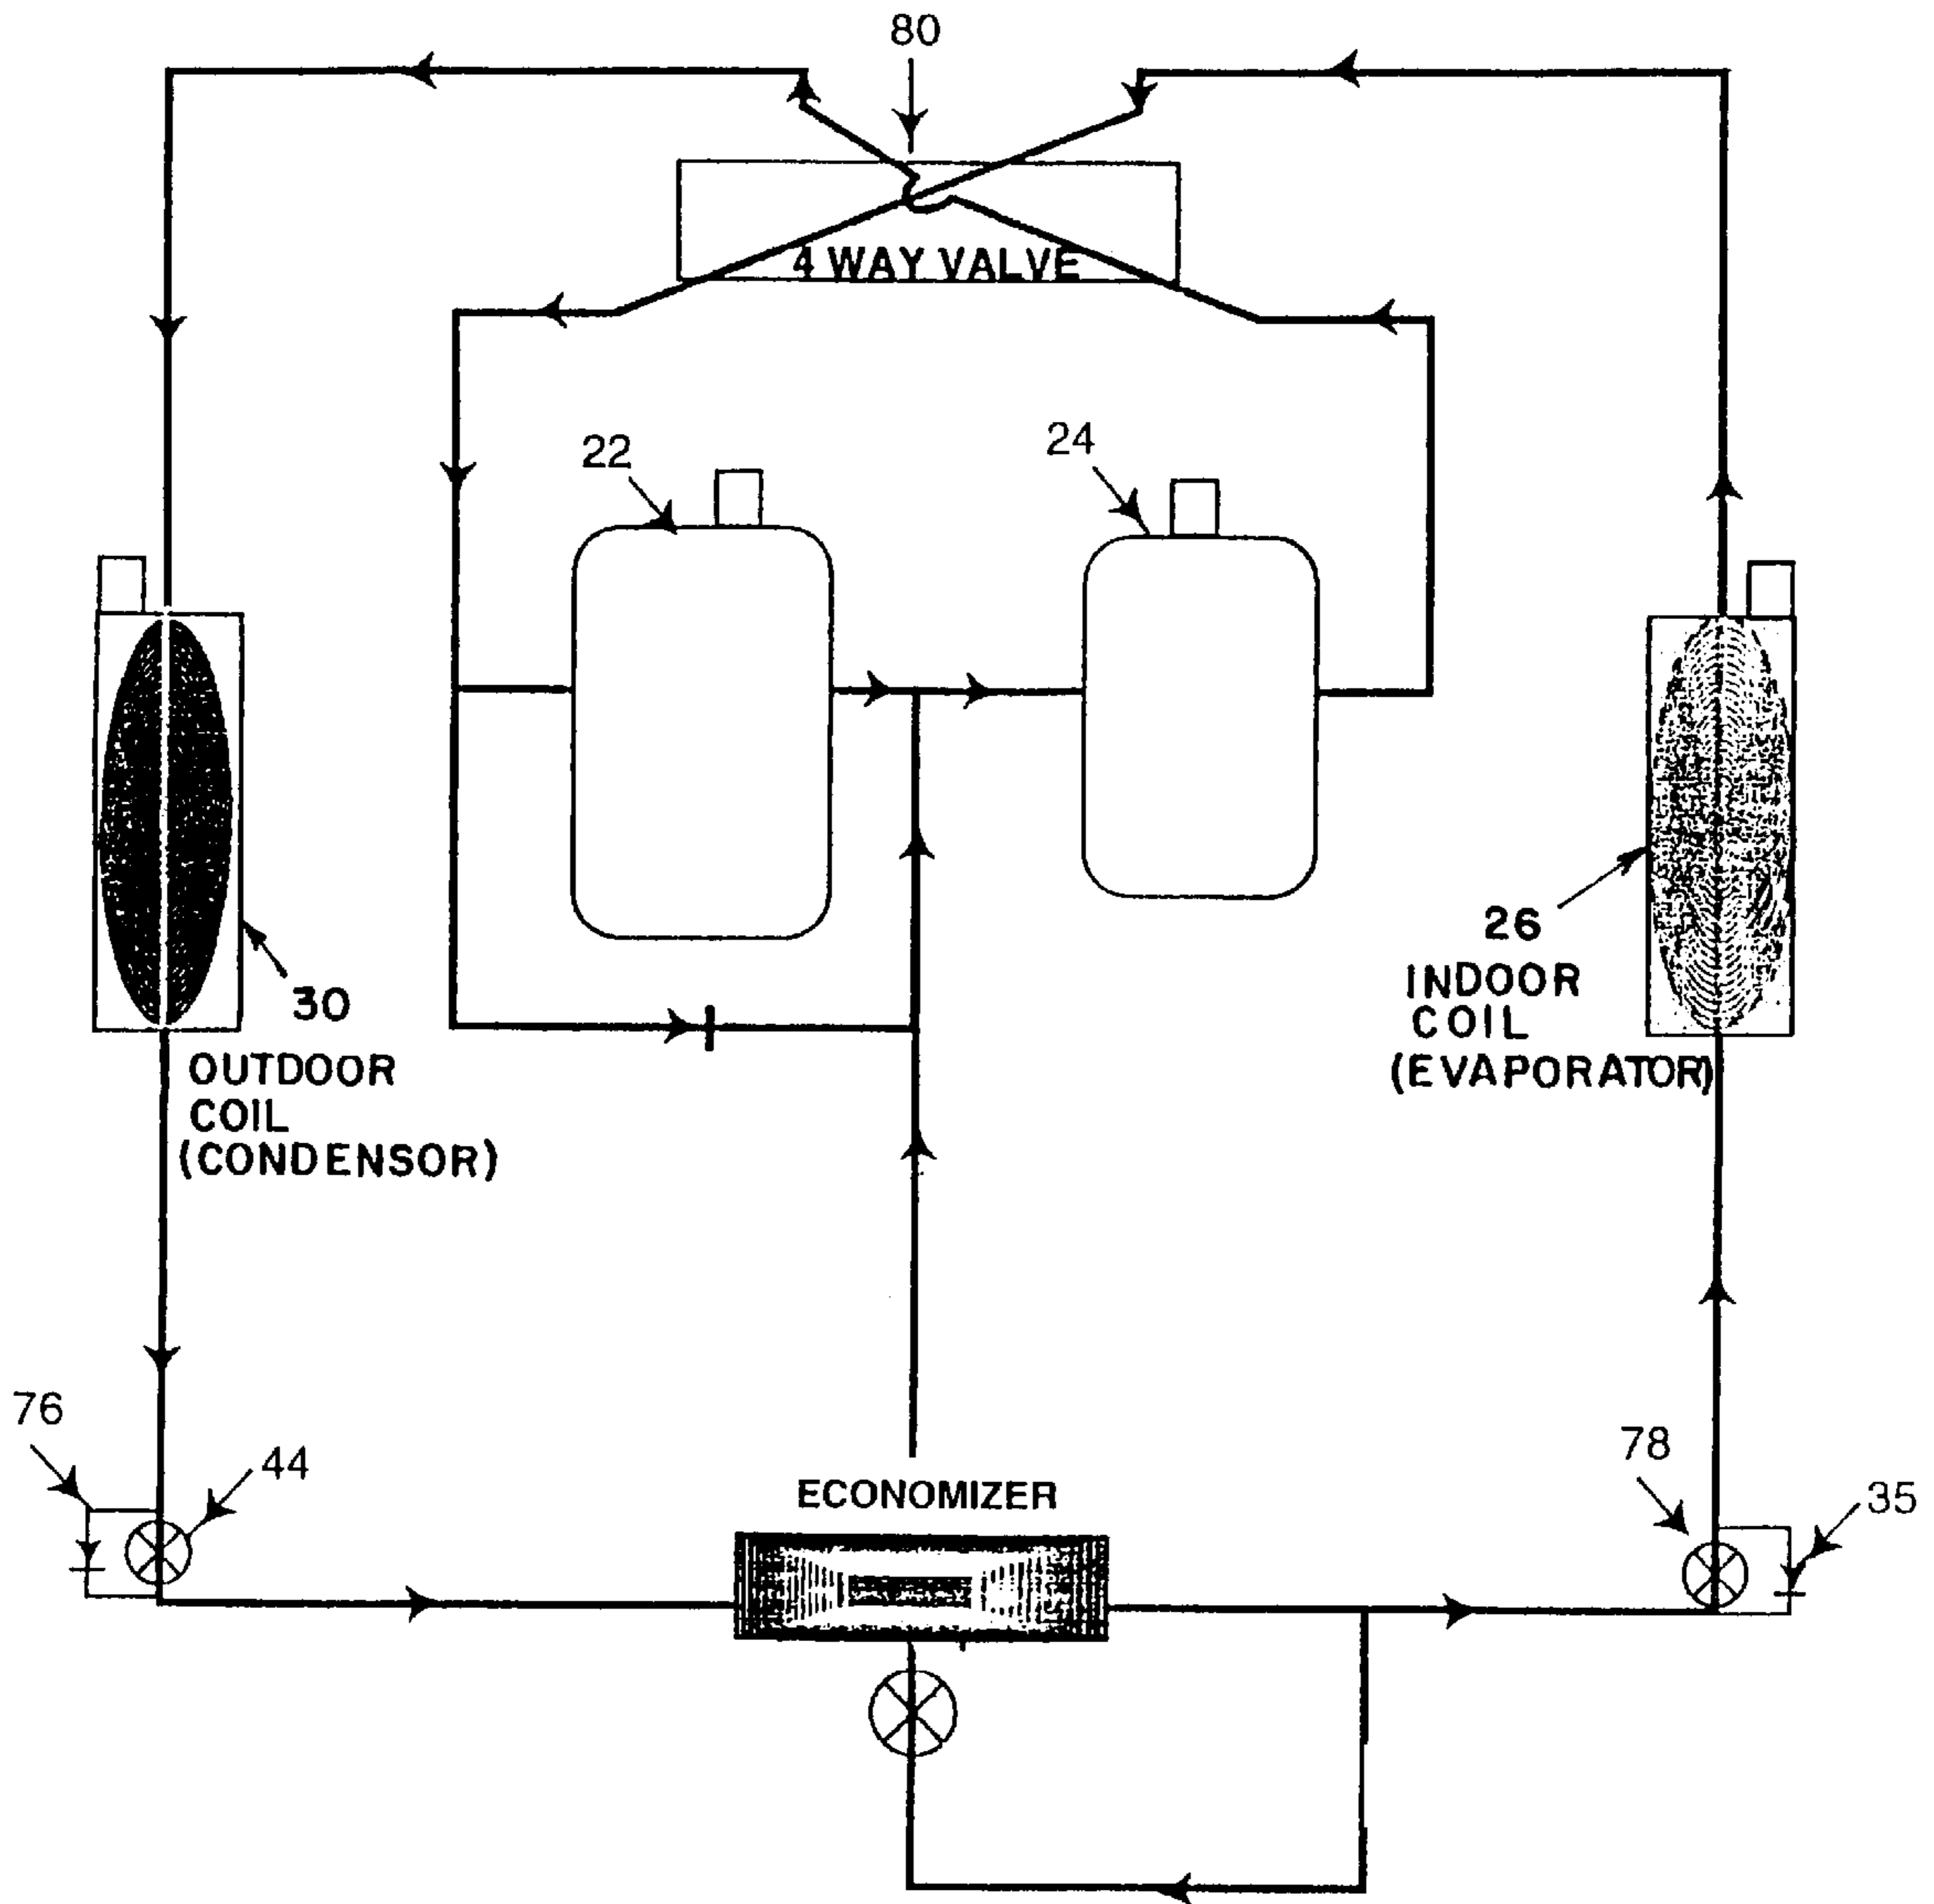 80
4 WAY VALVE
22
24
30
OUTDOOR
COIL
(CONDENSOR)
26
INDOOR
COIL
(EVAPORATOR)
76
44
ECONOMIZER
78
35